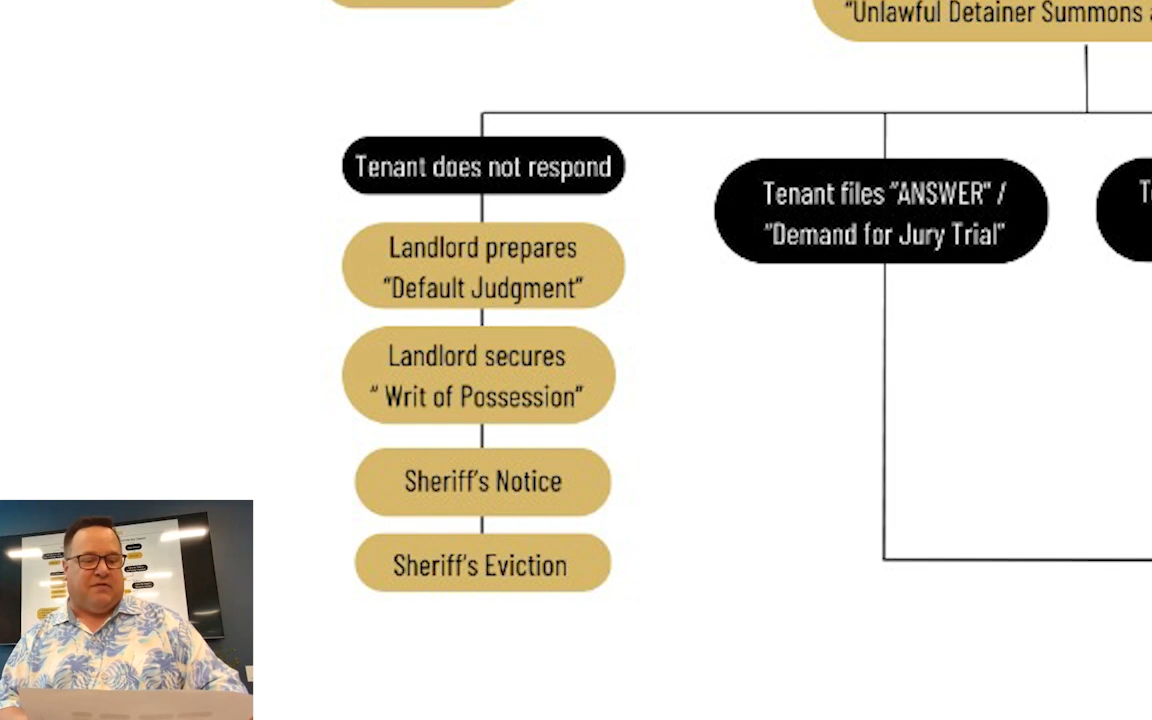 "Unlawful Detainer Summons
Tenant does not respond
Landlord prepares
"Default Judgment"
Landlord secures
" Writ of Possession"
Sheriff's Notice
Sheriff's Eviction
Tenant files "ANSWER" /
"Demand for Jury Trial"